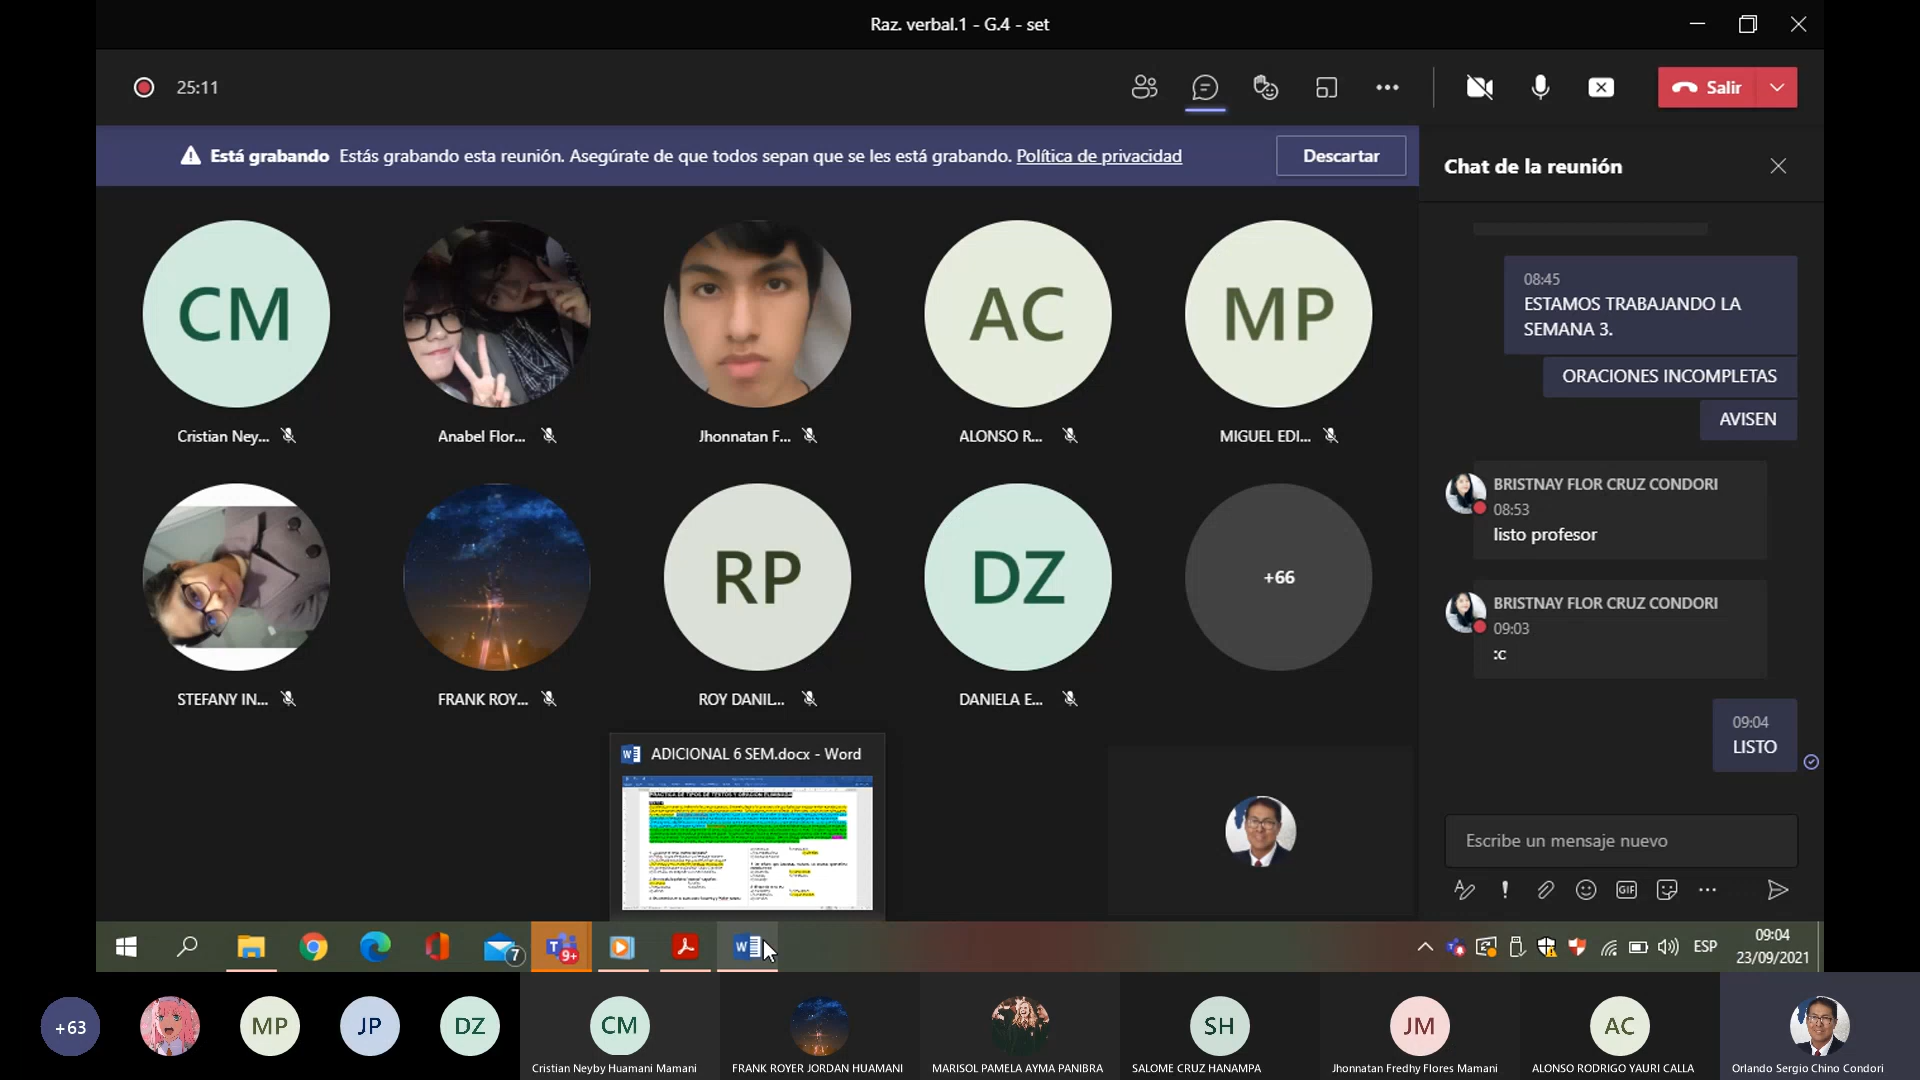 Raz. verbal.1 - G.4 - set
25:11
Salir
Está grabando Estás grabando esta reunión. Asegúrate de que todos sepan que se les está grabando. Política de privacidad
Descartar
CM
AC
MP
Cristian Ney...
Anabel Flor...
Jhonnatan F...
ALONSO R...
MIGUEL EDI...
RP
DZ
+66
STEFANY IN...
FRANK ROY...
ROY DANIL...
DANIELA E...
ADICIONAL 6 SEM.docx - Word
Chat de la reunión
08:45
ESTAMOS TRABAJANDO LA
SEMANA 3.
ORACIONES INCOMPLETAS
AVISEN
BRISTNAY FLOR CRUZ CONDORI
08:53
listo profesor
BRISTNAY FLOR CRUZ CONDORI
09:03
:c
09:04
LISTO
Escribe un mensaje nuevo
GIF
7
9+
ESP
09:04
23/09/2021
+63
MP
JP
DZ
CM
SH
JM
AC
Cristian Neyby Huamani Mamani
FRANK ROYER JORDAN HUAMANI
MARISOL PAMELA AYMA PANIBRA
SALOME CRUZ HANAMPA
Jhonnatan Fredhy Flores Mamani
ALONSO RODRIGO YAURI CALLA
Orlando Sergio Chino Condori